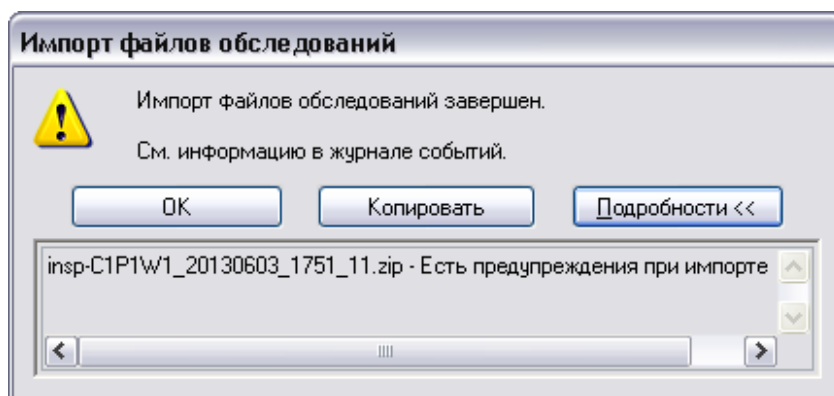 Импорт файлов обследований
Импорт файлов обследований завершен.
См. информацию в журнале событий.
OK
Копировать
Подробности <<
insp-C1P1W1_20130603_1751_11.zip - Есть предупреждения при импорте